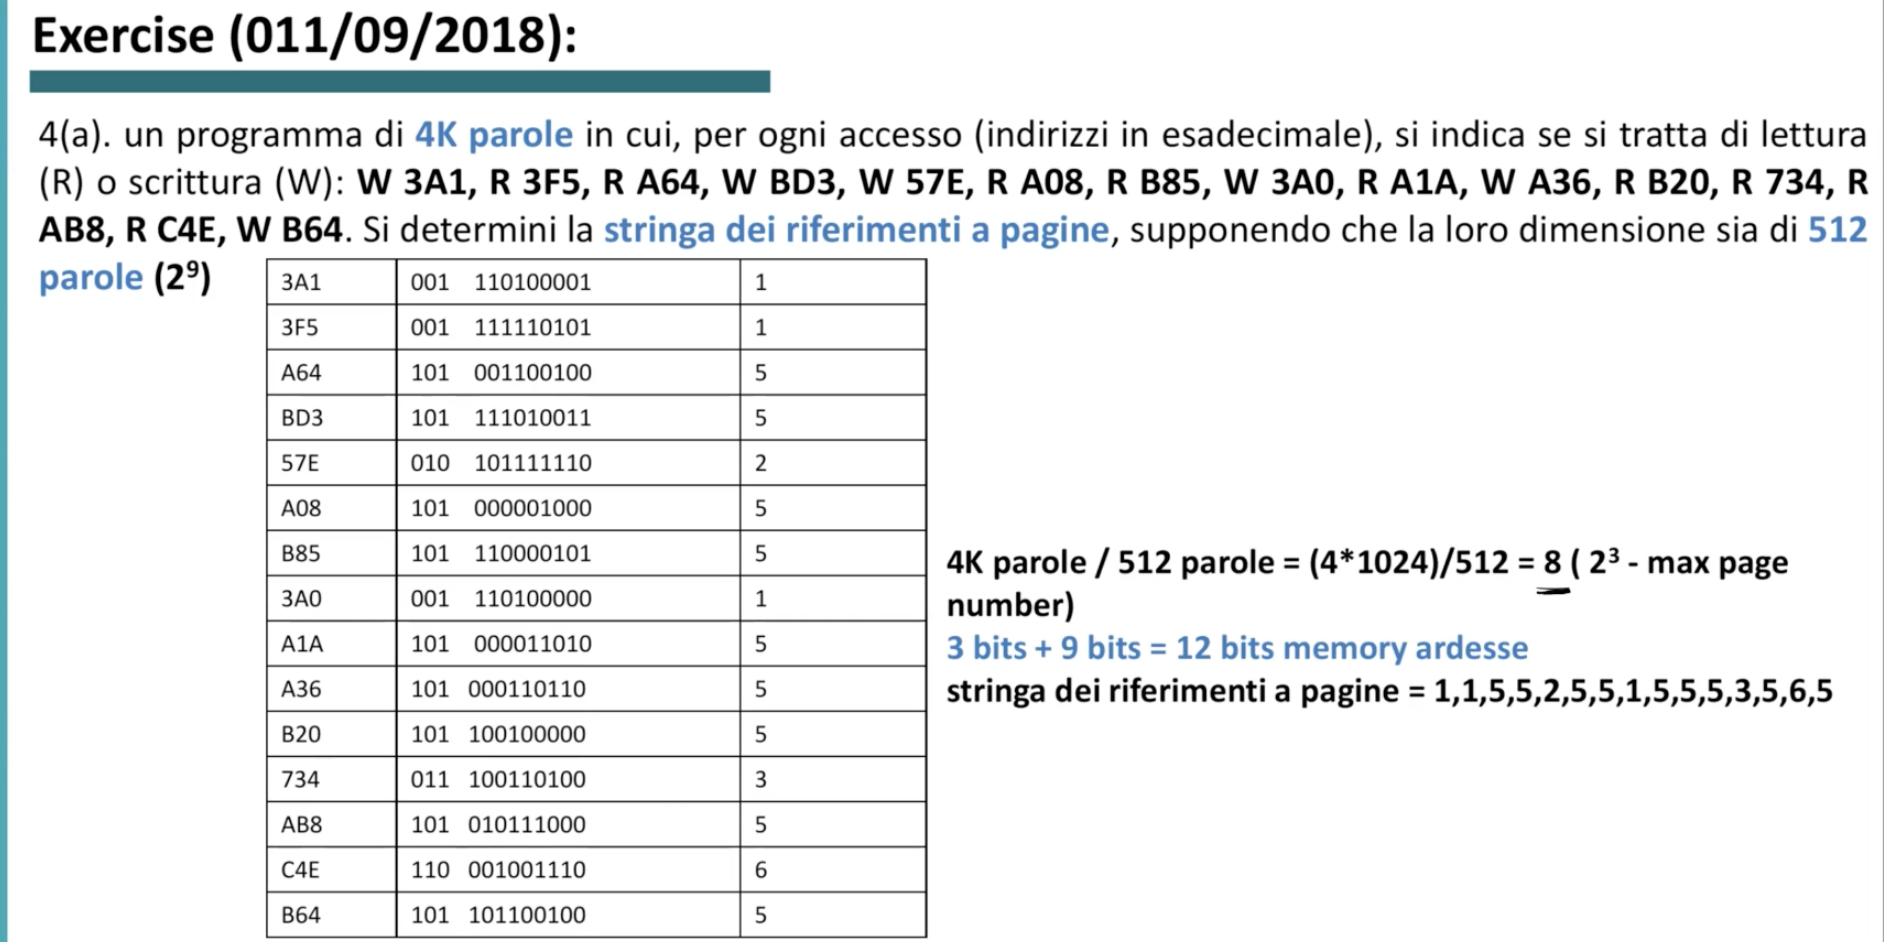 Exercise (011/09/2018):
4(a). un programma di 4K parole in cui, per ogni accesso (indirizzi in esadecimale), si indica se si tratta di lettura
(R) o scrittura (W): W 3A1, R 3F5, R A64, W BD3, W 57E, R A08, R B85, W 3A0, R A1A, W A36, R B20, R 734, R
AB8, R C4E, W B64. Si determini la stringa dei riferimenti a pagine, supponendo che la loro dimensione sia di 512
parole (2⁹)
3A1 001 110100001 1
3F5 001 111110101 1
A64 101 001100100 5
BD3 101 111010011 5
57E 010 101111110 2
A08 101 000001000 5
B85 101 110000101 5
3A0 001 110100000 1
A1A 101 000011010 5
A36 101 000110110 5
B20 101 100100000 5
734 011 100110100 3
AB8 101 010111000 5
C4E 110 001001110 6
B64 101 101100100 5
4K parole / 512 parole = (4*1024)/512 = 8 ( 2³ - max page
number)
3 bits + 9 bits = 12 bits memory ardesse
stringa dei riferimenti a pagine = 1,1,5,5,2,5,5,1,5,5,5,3,5,6,5